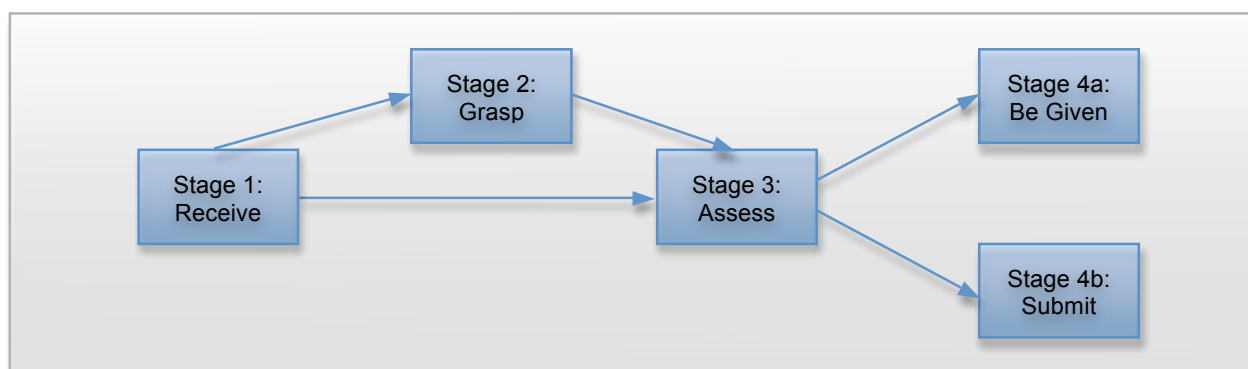 Stage 1:
Receive
Stage 2:
Grasp
Stage 3:
Assess
Stage 4a:
Be Given
Stage 4b:
Submit